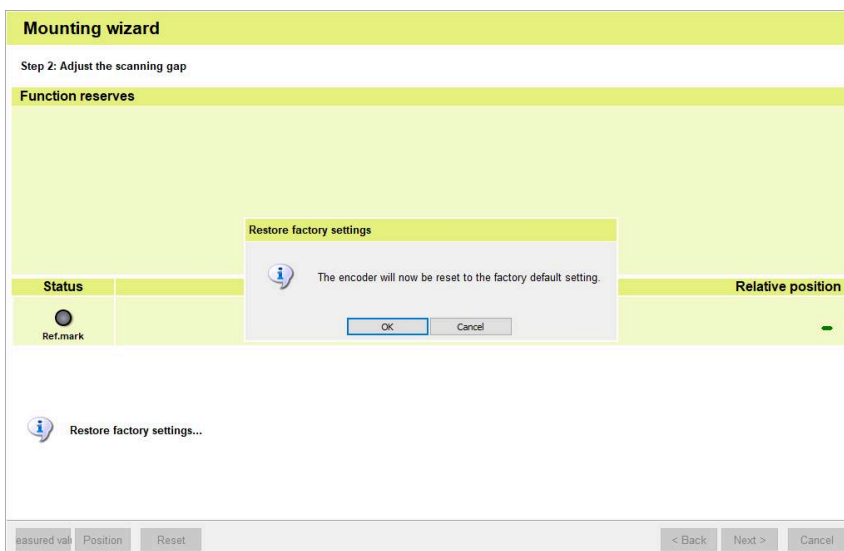 Mounting wizard
Step 2: Adjust the scanning gap
Function reserves
Restore factory settings
The encoder will now be reset to the factory default setting.
OK Cancel
Status Relative position
Ref.mark
Restore factory settings...
easured val Position Reset < Back Next > Cancel